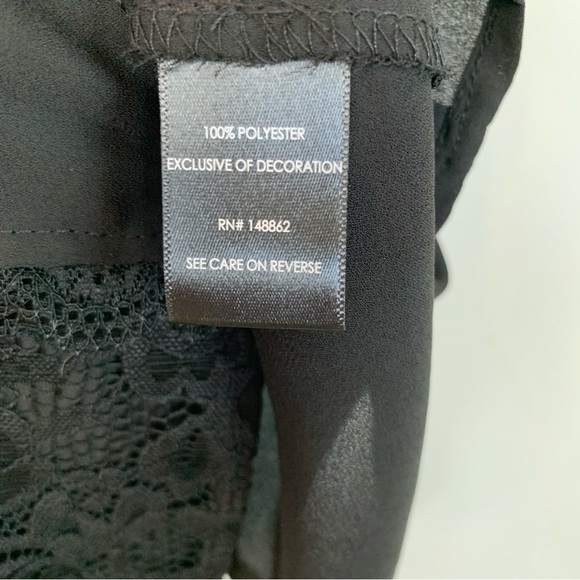 100% POLYESTER
EXCLUSIVE OF DECORATION
RN# 148862
SEE CARE ON REVERSE